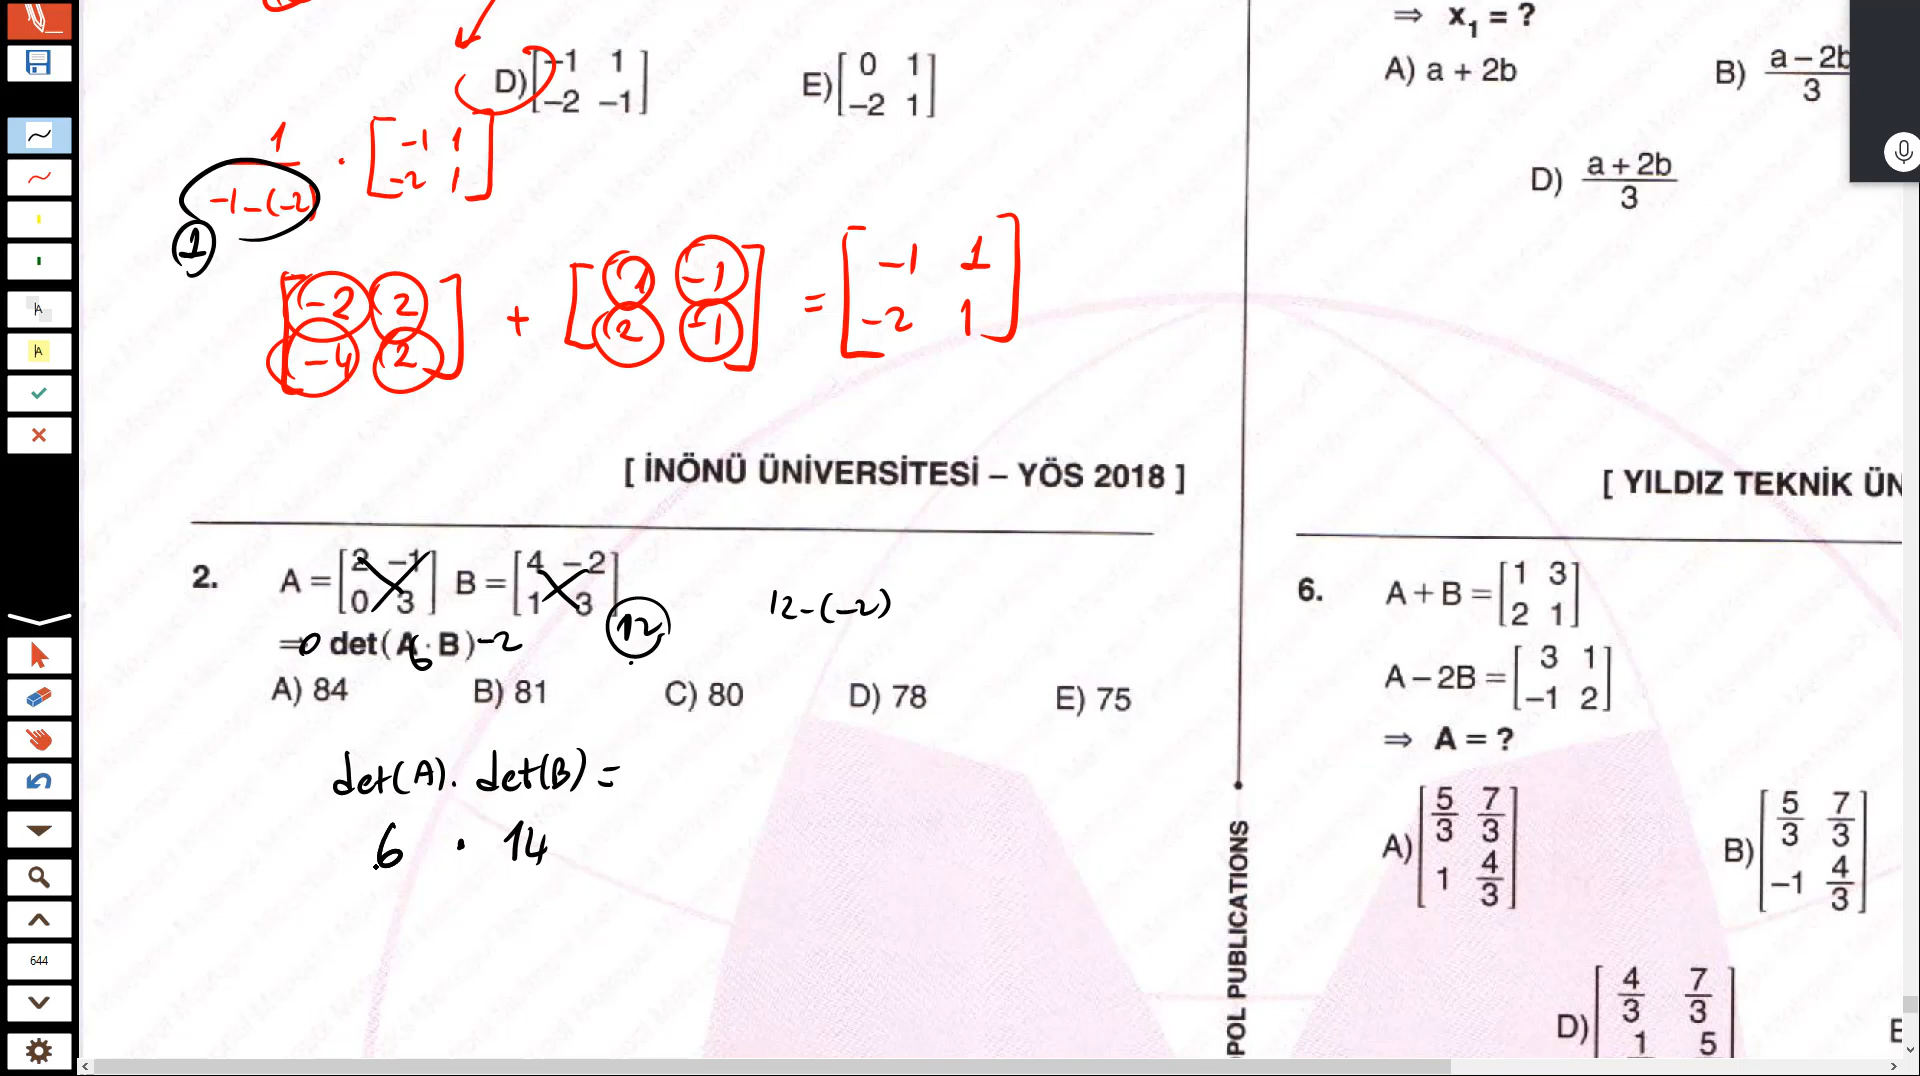 D) [−1 1
−2 −1]
E) [0 1
−2 1]
1
-1-(-2)
· [-1 1
-2 1]
1
[-2 2
-4 2] + [1 -1
2 -1] = [-1 1
-2 1]
[ İNÖNÜ ÜNİVERSİTESİ – YÖS 2018 ]
2. A = [2 −1
0 3] B = [4 −2
1 3]
⇒ det(A · B)
0 6 -2 12
12-(-2)
A) 84 B) 81 C) 80 D) 78 E) 75
det(A). det(B) =
6 . 14
⇒ x₁ = ?
A) a + 2b
B) a − 2b
3
D) a + 2b
3
[ YILDIZ TEKNİK ÜN
6. A + B = [1 3
2 1]
A − 2B = [3 1
−1 2]
⇒ A = ?
A) [5/3 7/3
1 4/3]
B) [5/3 7/3
−1 4/3]
D) [4/3 7/3
1 5
E
POL PUBLICATIONS
A
A
644